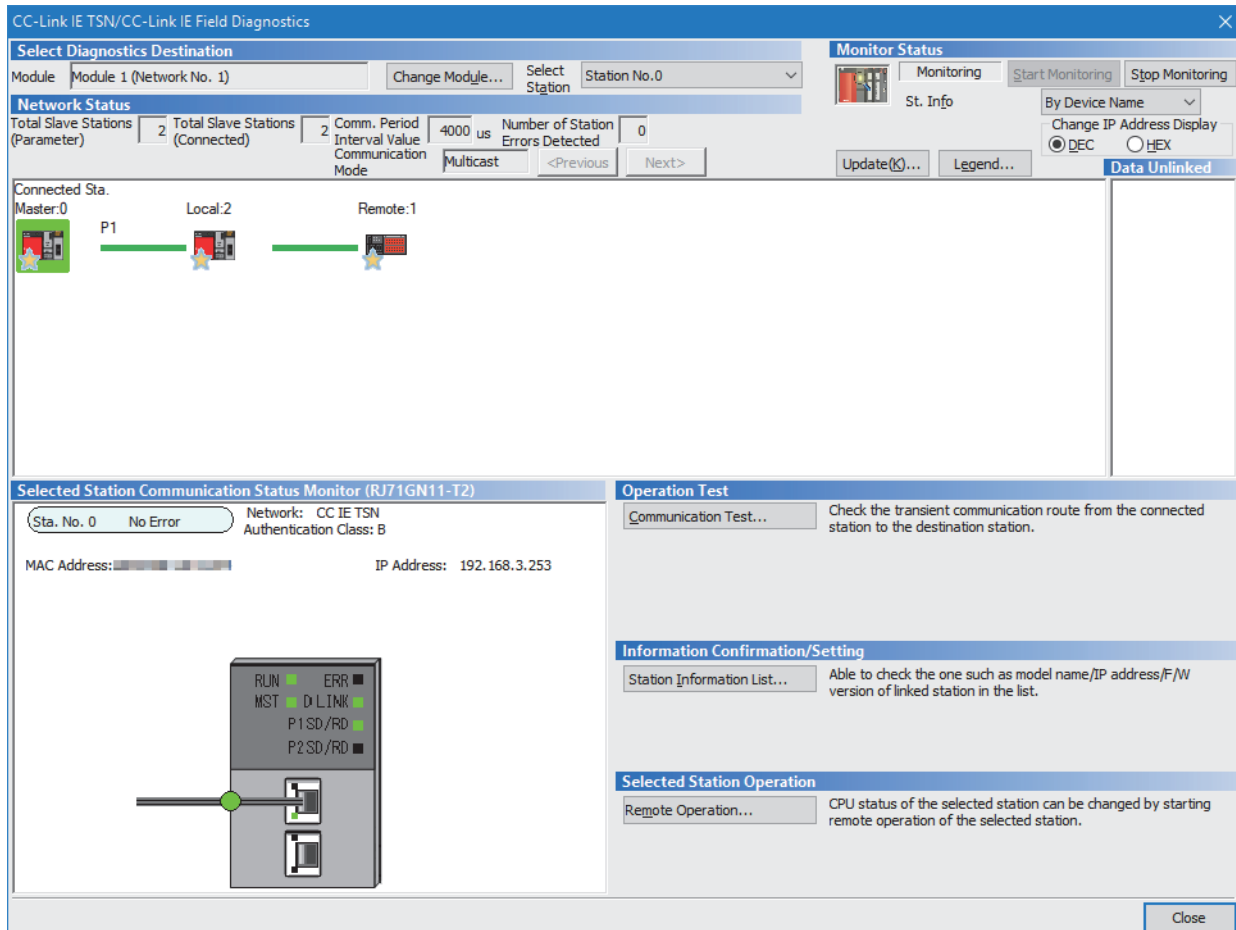 CC-Link IE TSN/CC-Link IE Field Diagnostics
Select Diagnostics Destination
Module Module 1 (Network No. 1) Change Module... Select Station Station No.0
Monitor Status
Monitoring Start Monitoring Stop Monitoring
St. Info By Device Name
Change IP Address Display
DEC HEX
Update(K)... Legend...
Network Status
Total Slave Stations (Parameter) 2 Total Slave Stations (Connected) 2 Comm. Period Interval Value 4000 us Number of Station Errors Detected 0
Communication Mode Multicast <Previous Next>
Data Unlinked
Connected Sta.
Master:0 Local:2 Remote:1
P1
Selected Station Communication Status Monitor (RJ71GN11-T2)
Sta. No. 0 No Error Network: CC IE TSN
Authentication Class: B
MAC Address: IP Address: 192.168.3.253
RUN ERR
MST D LINK
P1SD/RD
P2SD/RD
Operation Test
Communication Test... Check the transient communication route from the connected
station to the destination station.
Information Confirmation/Setting
Station Information List... Able to check the one such as model name/IP address/F/W
version of linked station in the list.
Selected Station Operation
Remote Operation... CPU status of the selected station can be changed by starting
remote operation of the selected station.
Close